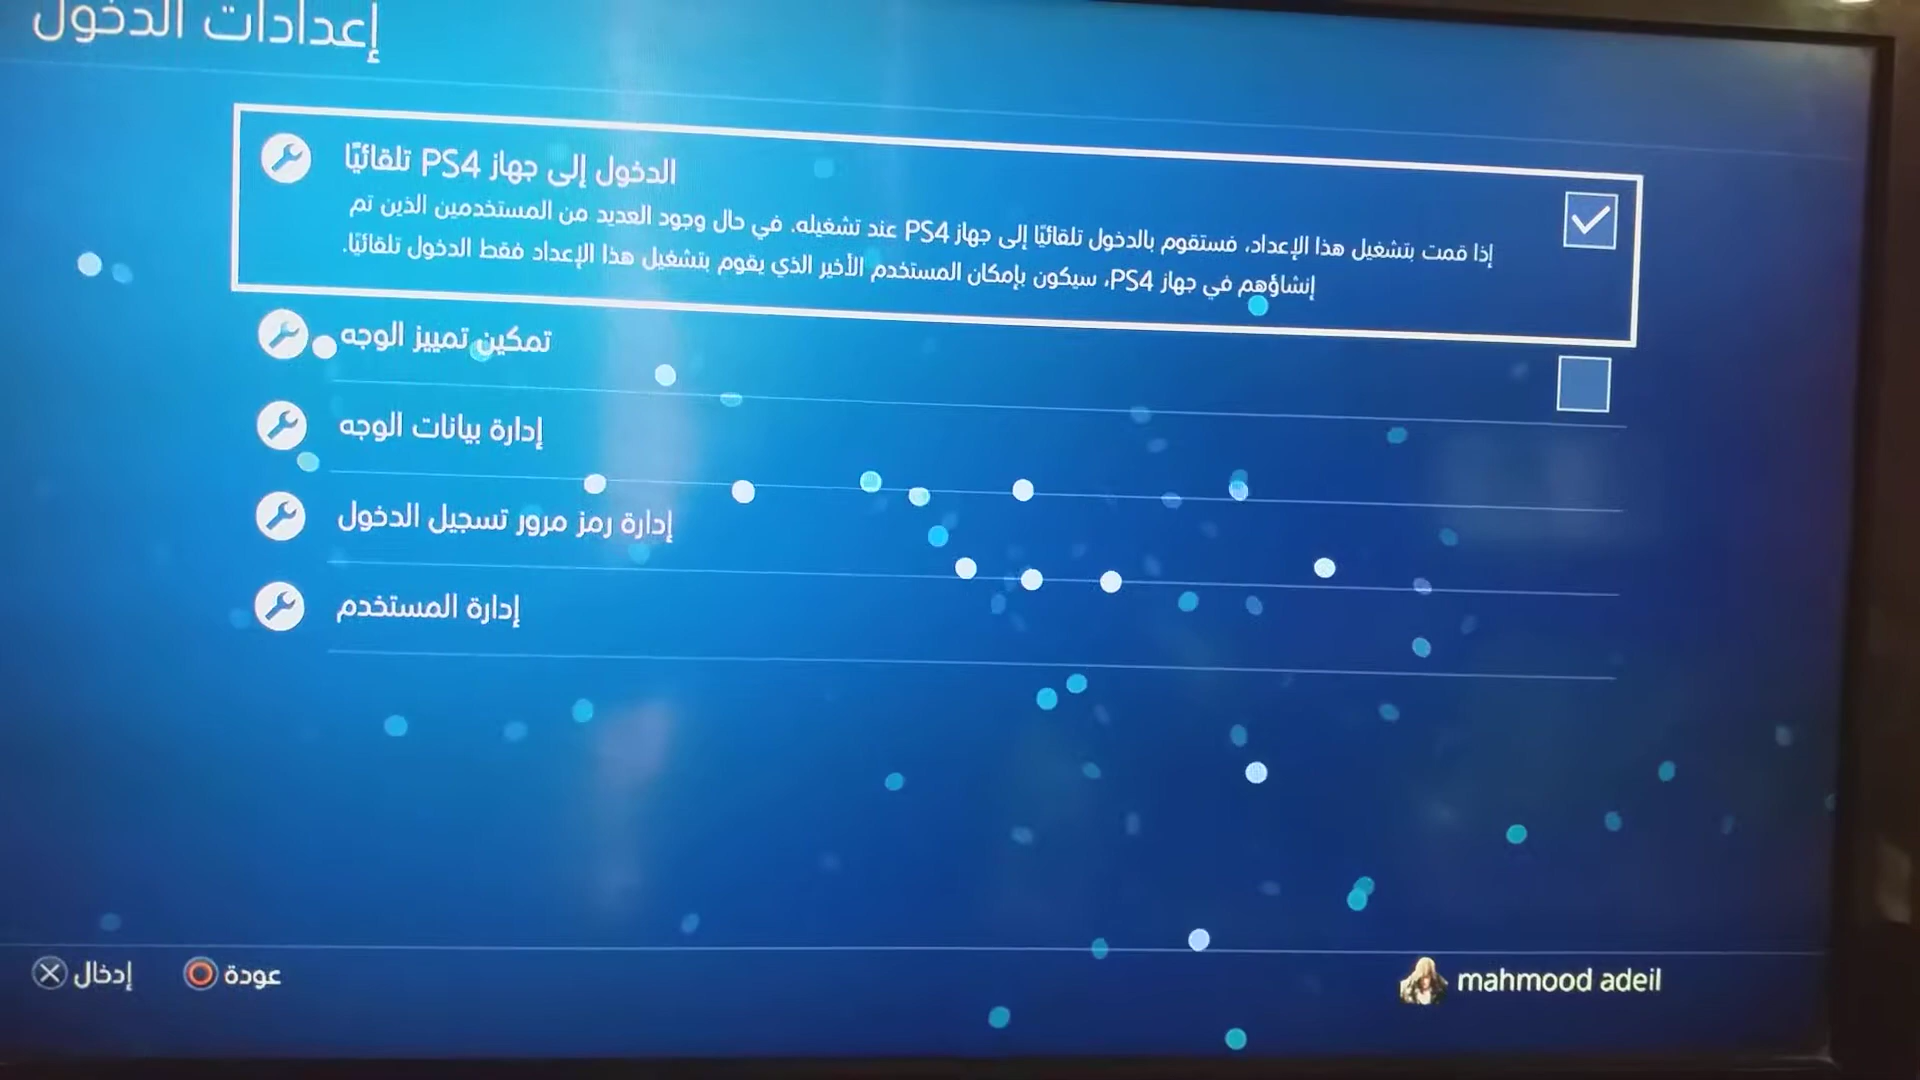 إعدادات الدخول
الدخول إلى جهاز PS4 تلقائيًا
إذا قمت بتشغيل هذا الإعداد، فستقوم بالدخول تلقائيًا إلى جهاز PS4 عند تشغيله. في حال وجود العديد من المستخدمين الذين تم
إنشاؤهم في جهاز PS4، سيكون بإمكان المستخدم الأخير الذي يقوم بتشغيل هذا الإعداد فقط الدخول تلقائيًا.
تمكين تمييز الوجه
إدارة بيانات الوجه
إدارة رمز مرور تسجيل الدخول
إدارة المستخدم
إدخال
عودة
mahmood adeil